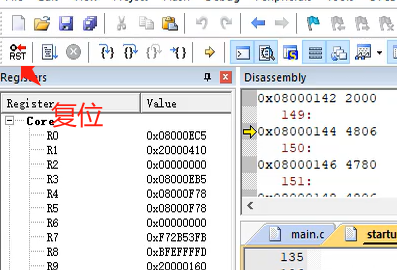 RST
Registers
Disassembly
复位
Register
Value
Core
R0
0x08000EC5
R1
0x20000410
R2
0x00000000
R3
0x08000EB5
R4
0x08000F78
R5
0x08000F78
R6
0x00000000
R7
0xF72B53FB
R8
0xBFEFFFFD
R9
0x20000160
0x08000142 2000
149:
0x08000144 4806
150:
0x08000146 4780
151:
main.c
startu
135